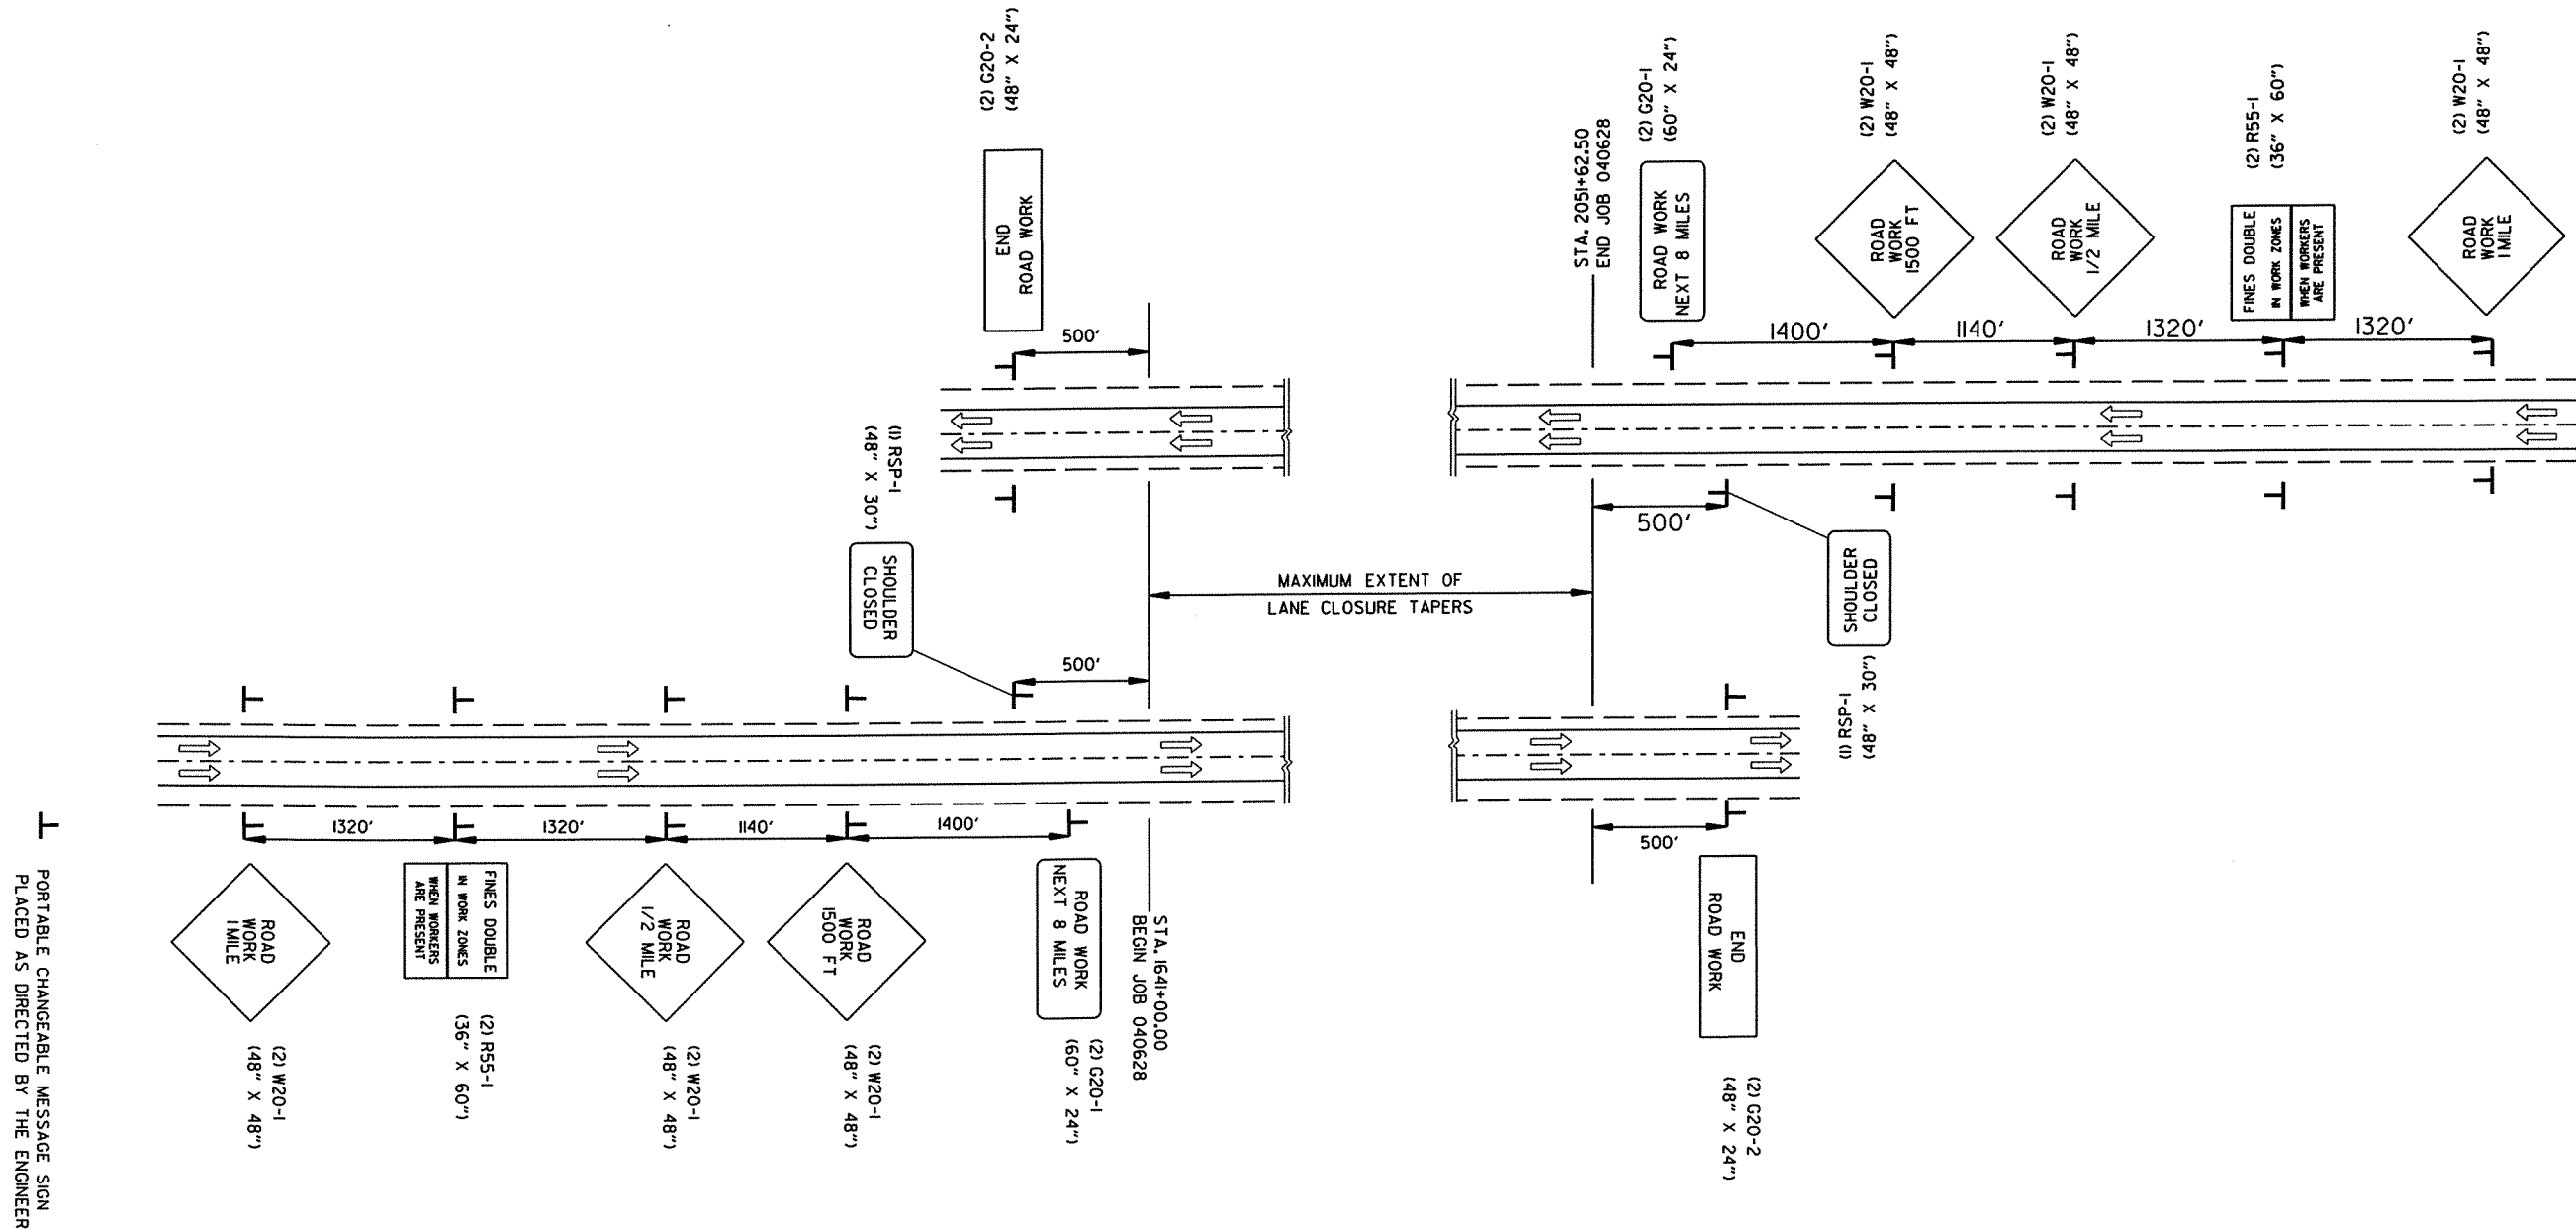 (2) G20-2
(48" X 24")
END
ROAD WORK
500'
STA. 2051+62.50
END JOB 040628
(2) G20-1
(60" X 24")
ROAD WORK
NEXT 8 MILES
(2) W20-1
(48" X 48")
ROAD
WORK
1500 FT
(2) W20-1
(48" X 48")
ROAD
WORK
1/2 MILE
(2) R55-1
(36" X 60")
FINES DOUBLE
IN WORK ZONES
WHEN WORKERS
ARE PRESENT
(2) W20-1
(48" X 48")
ROAD
WORK
1 MILE
1400'
1140'
1320'
1320'
(1) RSP-1
(48" X 30")
SHOULDER
CLOSED
500'
MAXIMUM EXTENT OF
LANE CLOSURE TAPERS
500'
SHOULDER
CLOSED
(1) RSP-1
(48" X 30")
1320'
1320'
1140'
1400'
500'
ROAD
WORK
1 MILE
(2) W20-1
(48" X 48")
FINES DOUBLE
IN WORK ZONES
WHEN WORKERS
ARE PRESENT
(2) R55-1
(36" X 60")
ROAD
WORK
1/2 MILE
(2) W20-1
(48" X 48")
ROAD
WORK
1500 FT
(2) W20-1
(48" X 48")
ROAD WORK
NEXT 8 MILES
(2) G20-1
(60" X 24")
STA. 1641+00.00
BEGIN JOB 040628
END
ROAD WORK
(2) G20-2
(48" X 24")
PORTABLE CHANGEABLE MESSAGE SIGN
PLACED AS DIRECTED BY THE ENGINEER